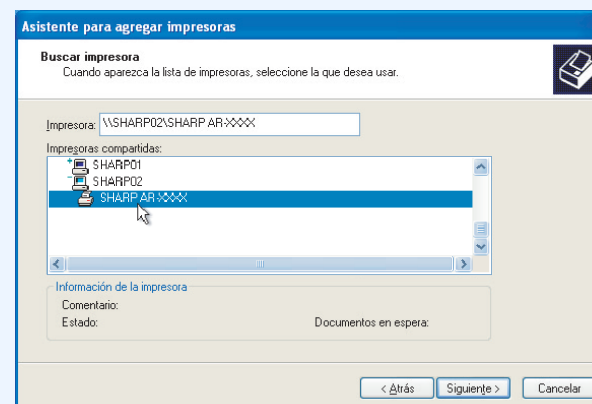 Asistente para agregar impresoras
Buscar impresora
Cuando aparezca la lista de impresoras, seleccione la que desea usar.
Impresora: \\SHARP02\SHARP AR-XXXX
Impresoras compartidas:
SHARP01
SHARP02
SHARP AR-XXXX
Información de la impresora
Comentario:
Estado: Documentos en espera:
< Atrás Siguiente > Cancelar